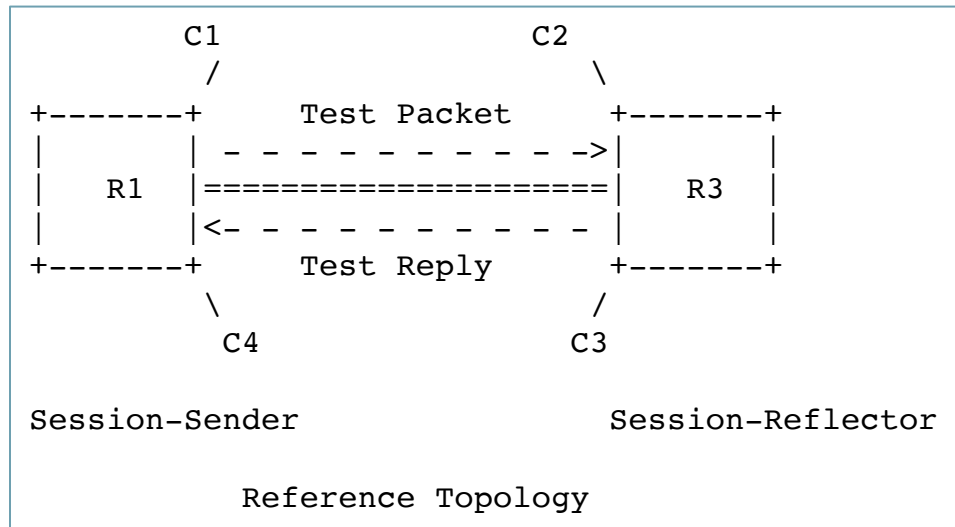 C1 C2
/ \
+-------+ Test Packet +-------+
| | - - - - - - - - - - ->| |
| R1 |=====================| R3 |
| |<- - - - - - - - - - - | |
+-------+ Test Reply +-------+
\ /
C4 C3
Session-Sender Session-Reflector
Reference Topology